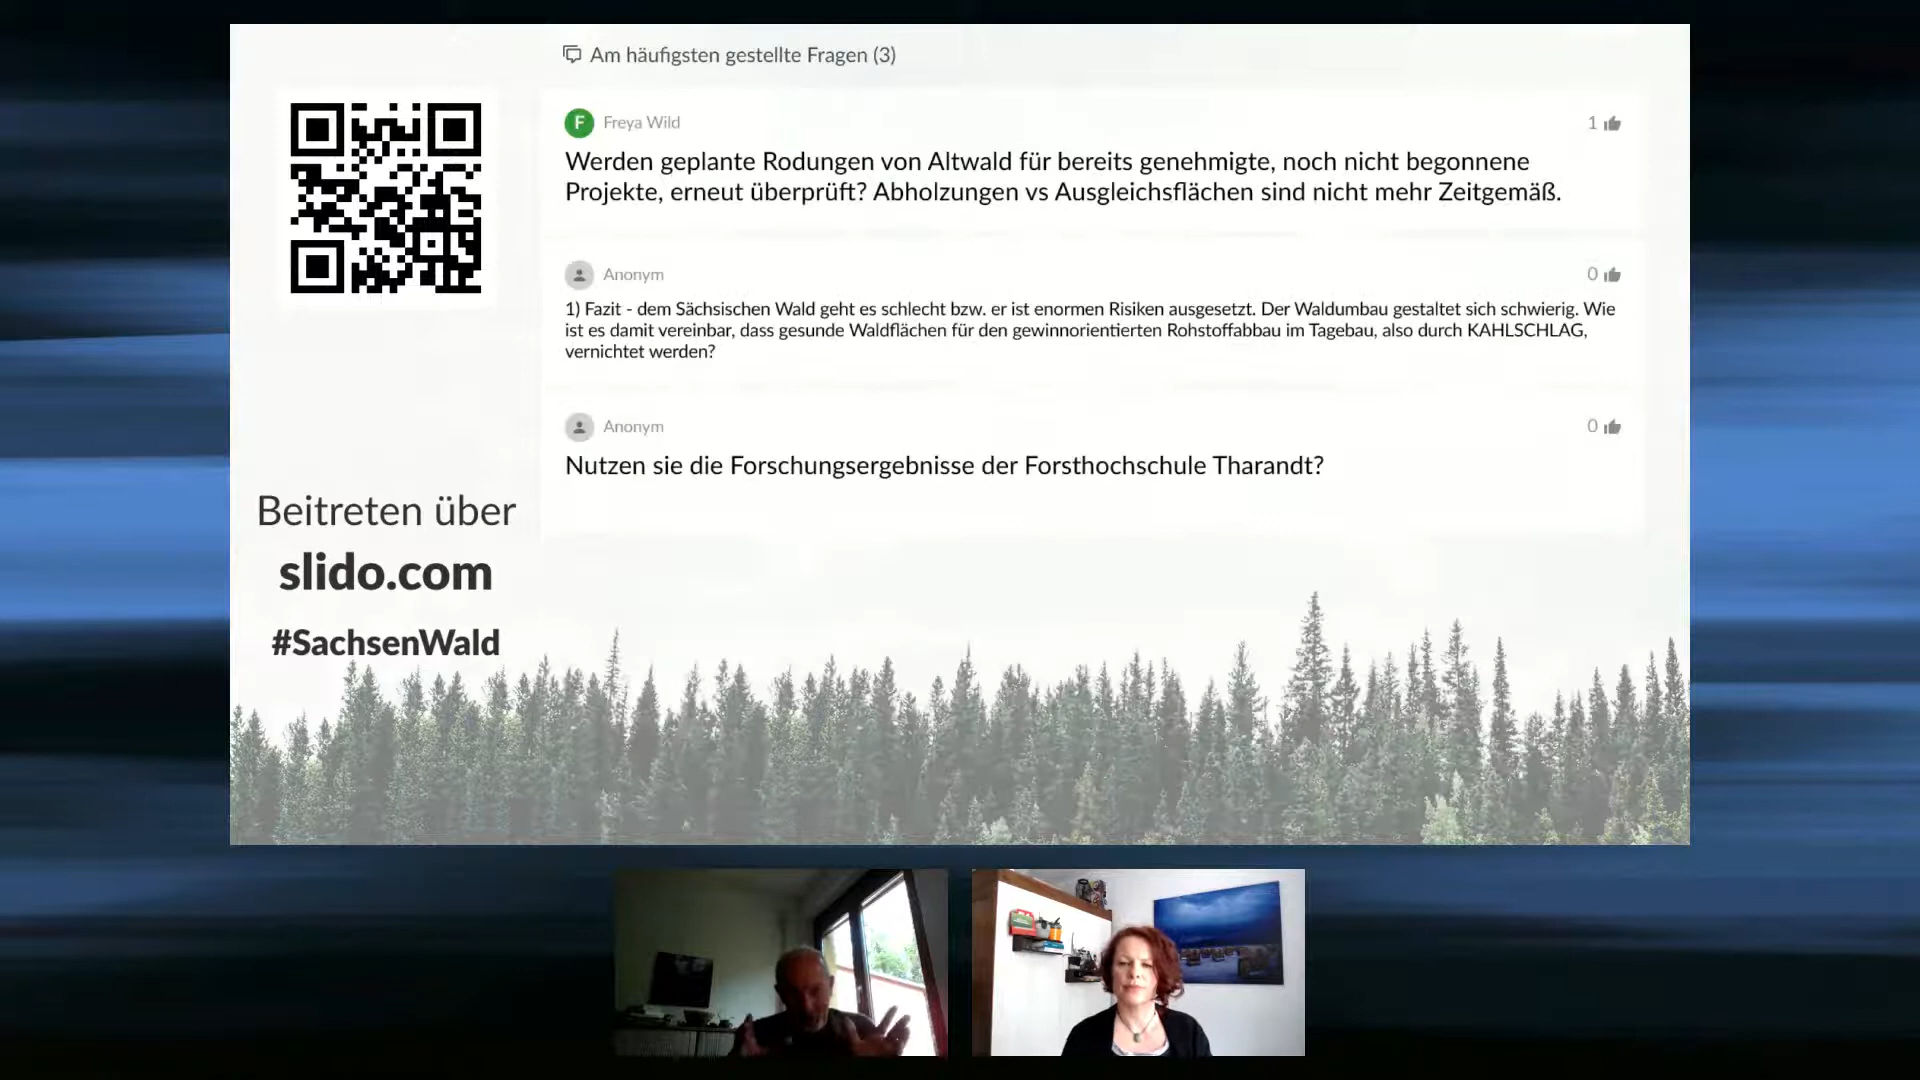 Am häufigsten gestellte Fragen (3)
F
Freya Wild
1
Werden geplante Rodungen von Altwald für bereits genehmigte, noch nicht begonnene
Projekte, erneut überprüft? Abholzungen vs Ausgleichsflächen sind nicht mehr Zeitgemäß.
Anonym
0
1) Fazit - dem Sächsischen Wald geht es schlecht bzw. er ist enormen Risiken ausgesetzt. Der Waldumbau gestaltet sich schwierig. Wie
ist es damit vereinbar, dass gesunde Waldflächen für den gewinnorientierten Rohstoffabbau im Tagebau, also durch KAHLSCHLAG,
vernichtet werden?
Anonym
0
Nutzen sie die Forschungsergebnisse der Forsthochschule Tharandt?
Beitreten über
slido.com
#SachsenWald